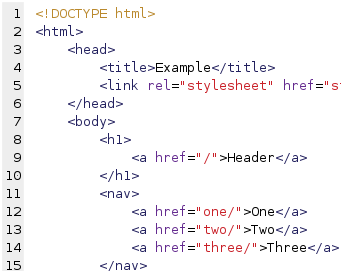 1 <!DOCTYPE html>
2 <html>
3     <head>
4         <title>Example</title>
5         <link rel="stylesheet" href="st
6     </head>
7     <body>
8         <h1>
9             <a href="/">Header</a>
10         </h1>
11         <nav>
12             <a href="one/">One</a>
13             <a href="two/">Two</a>
14             <a href="three/">Three</a>
15         </nav>